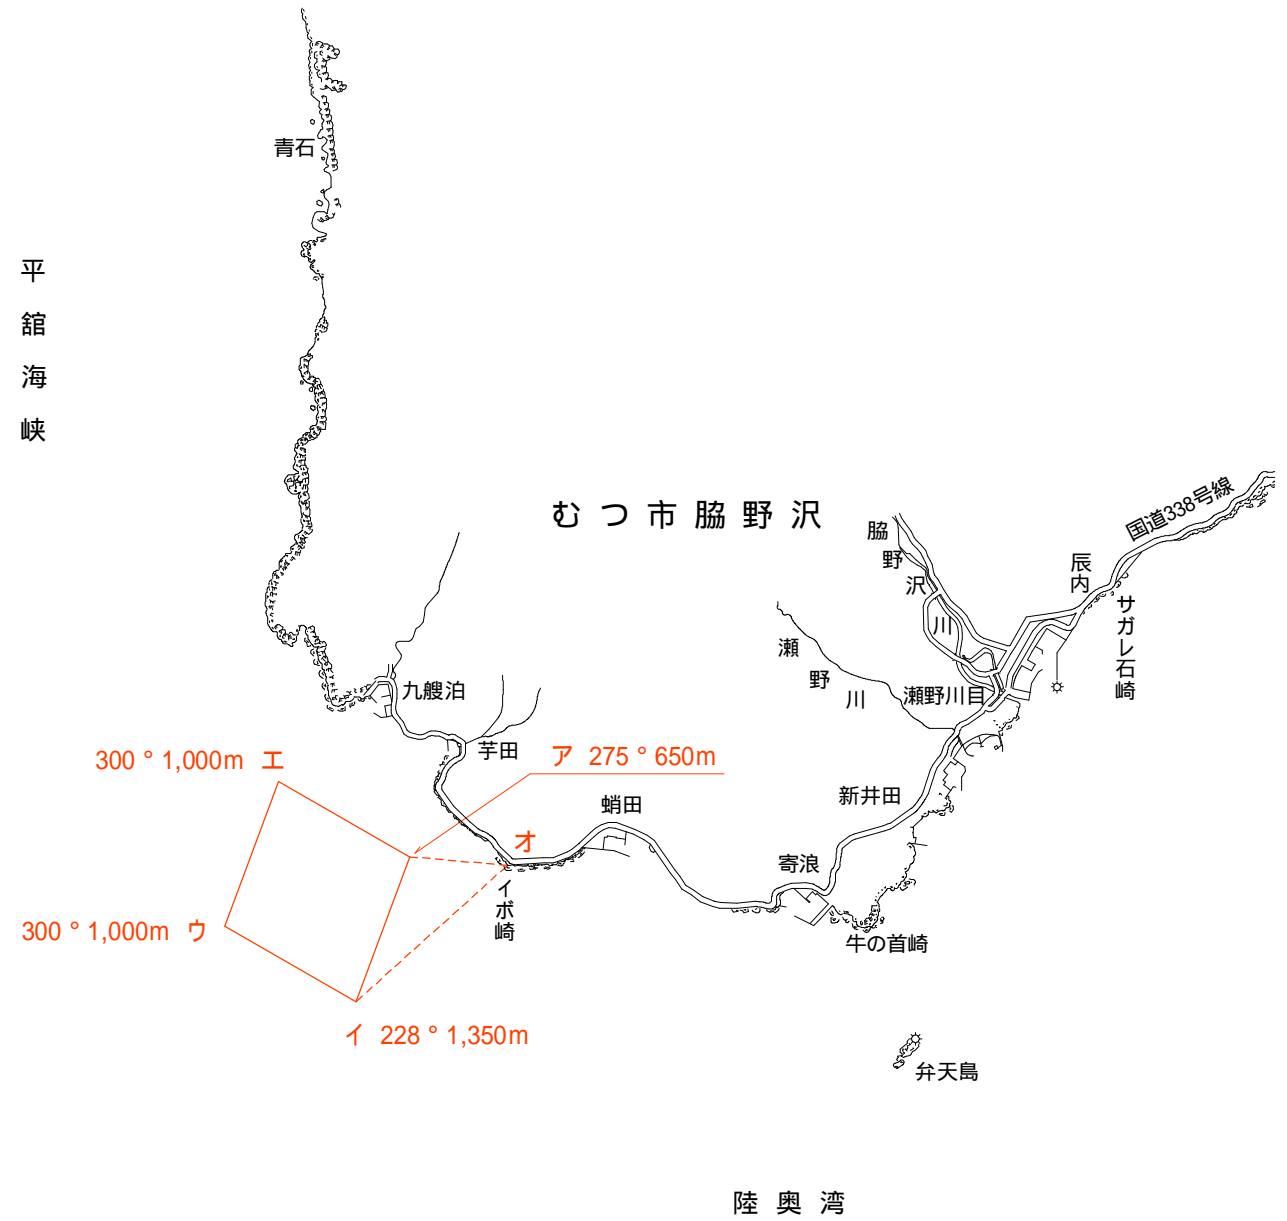 青石
平舘海峡
むつ市脇野沢
国道338号線
脇野沢川
辰内
サガレ石崎
瀬野川
瀬野川目
九艘泊
芋田
ア 275°650m
300°1,000m エ
新井田
蛸田
オ
寄浪
イボ崎
300°1,000m ウ
牛の首崎
イ 228°1,350m
弁天島
陸奥湾